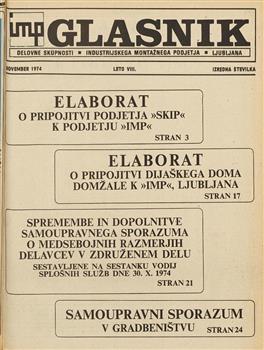 imp GLASNIK
DELOVNE SKUPNOSTI • INDUSTRIJSKEGA MONTAŽNEGA PODJETJA • LJUBLJANA
NOVEMBER 1974 LETO VIII. IZREDNA ŠTEVILKA
ELABORAT
O PRIPOJITVI PODJETJA »SKIP«
K PODJETJU »IMP«
STRAN 3
ELABORAT
O PRIPOJITVI DIJAŠKEGA DOMA
DOMŽALE K »IMP«, LJUBLJANA
STRAN 17
SPREMEMBE IN DOPOLNITVE
SAMOUPRAVNEGA SPORAZUMA
O MEDSEBOJNIH RAZMERJIH
DELAVCEV V ZDRUŽENEM DELU
SESTAVLJENE NA SESTANKU VODIJ
SPLOŠNIH SLUŽB DNE 30. X. 1974
STRAN 21
SAMOUPRAVNI SPORAZUM
V GRADBENIŠTVU STRAN 24